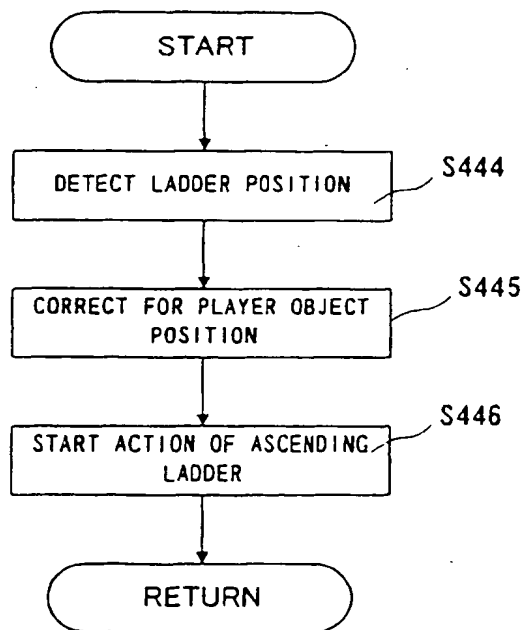 START
DETECT LADDER POSITION
S444
CORRECT FOR PLAYER OBJECT
POSITION
S445
START ACTION OF ASCENDING
LADDER
S446
RETURN